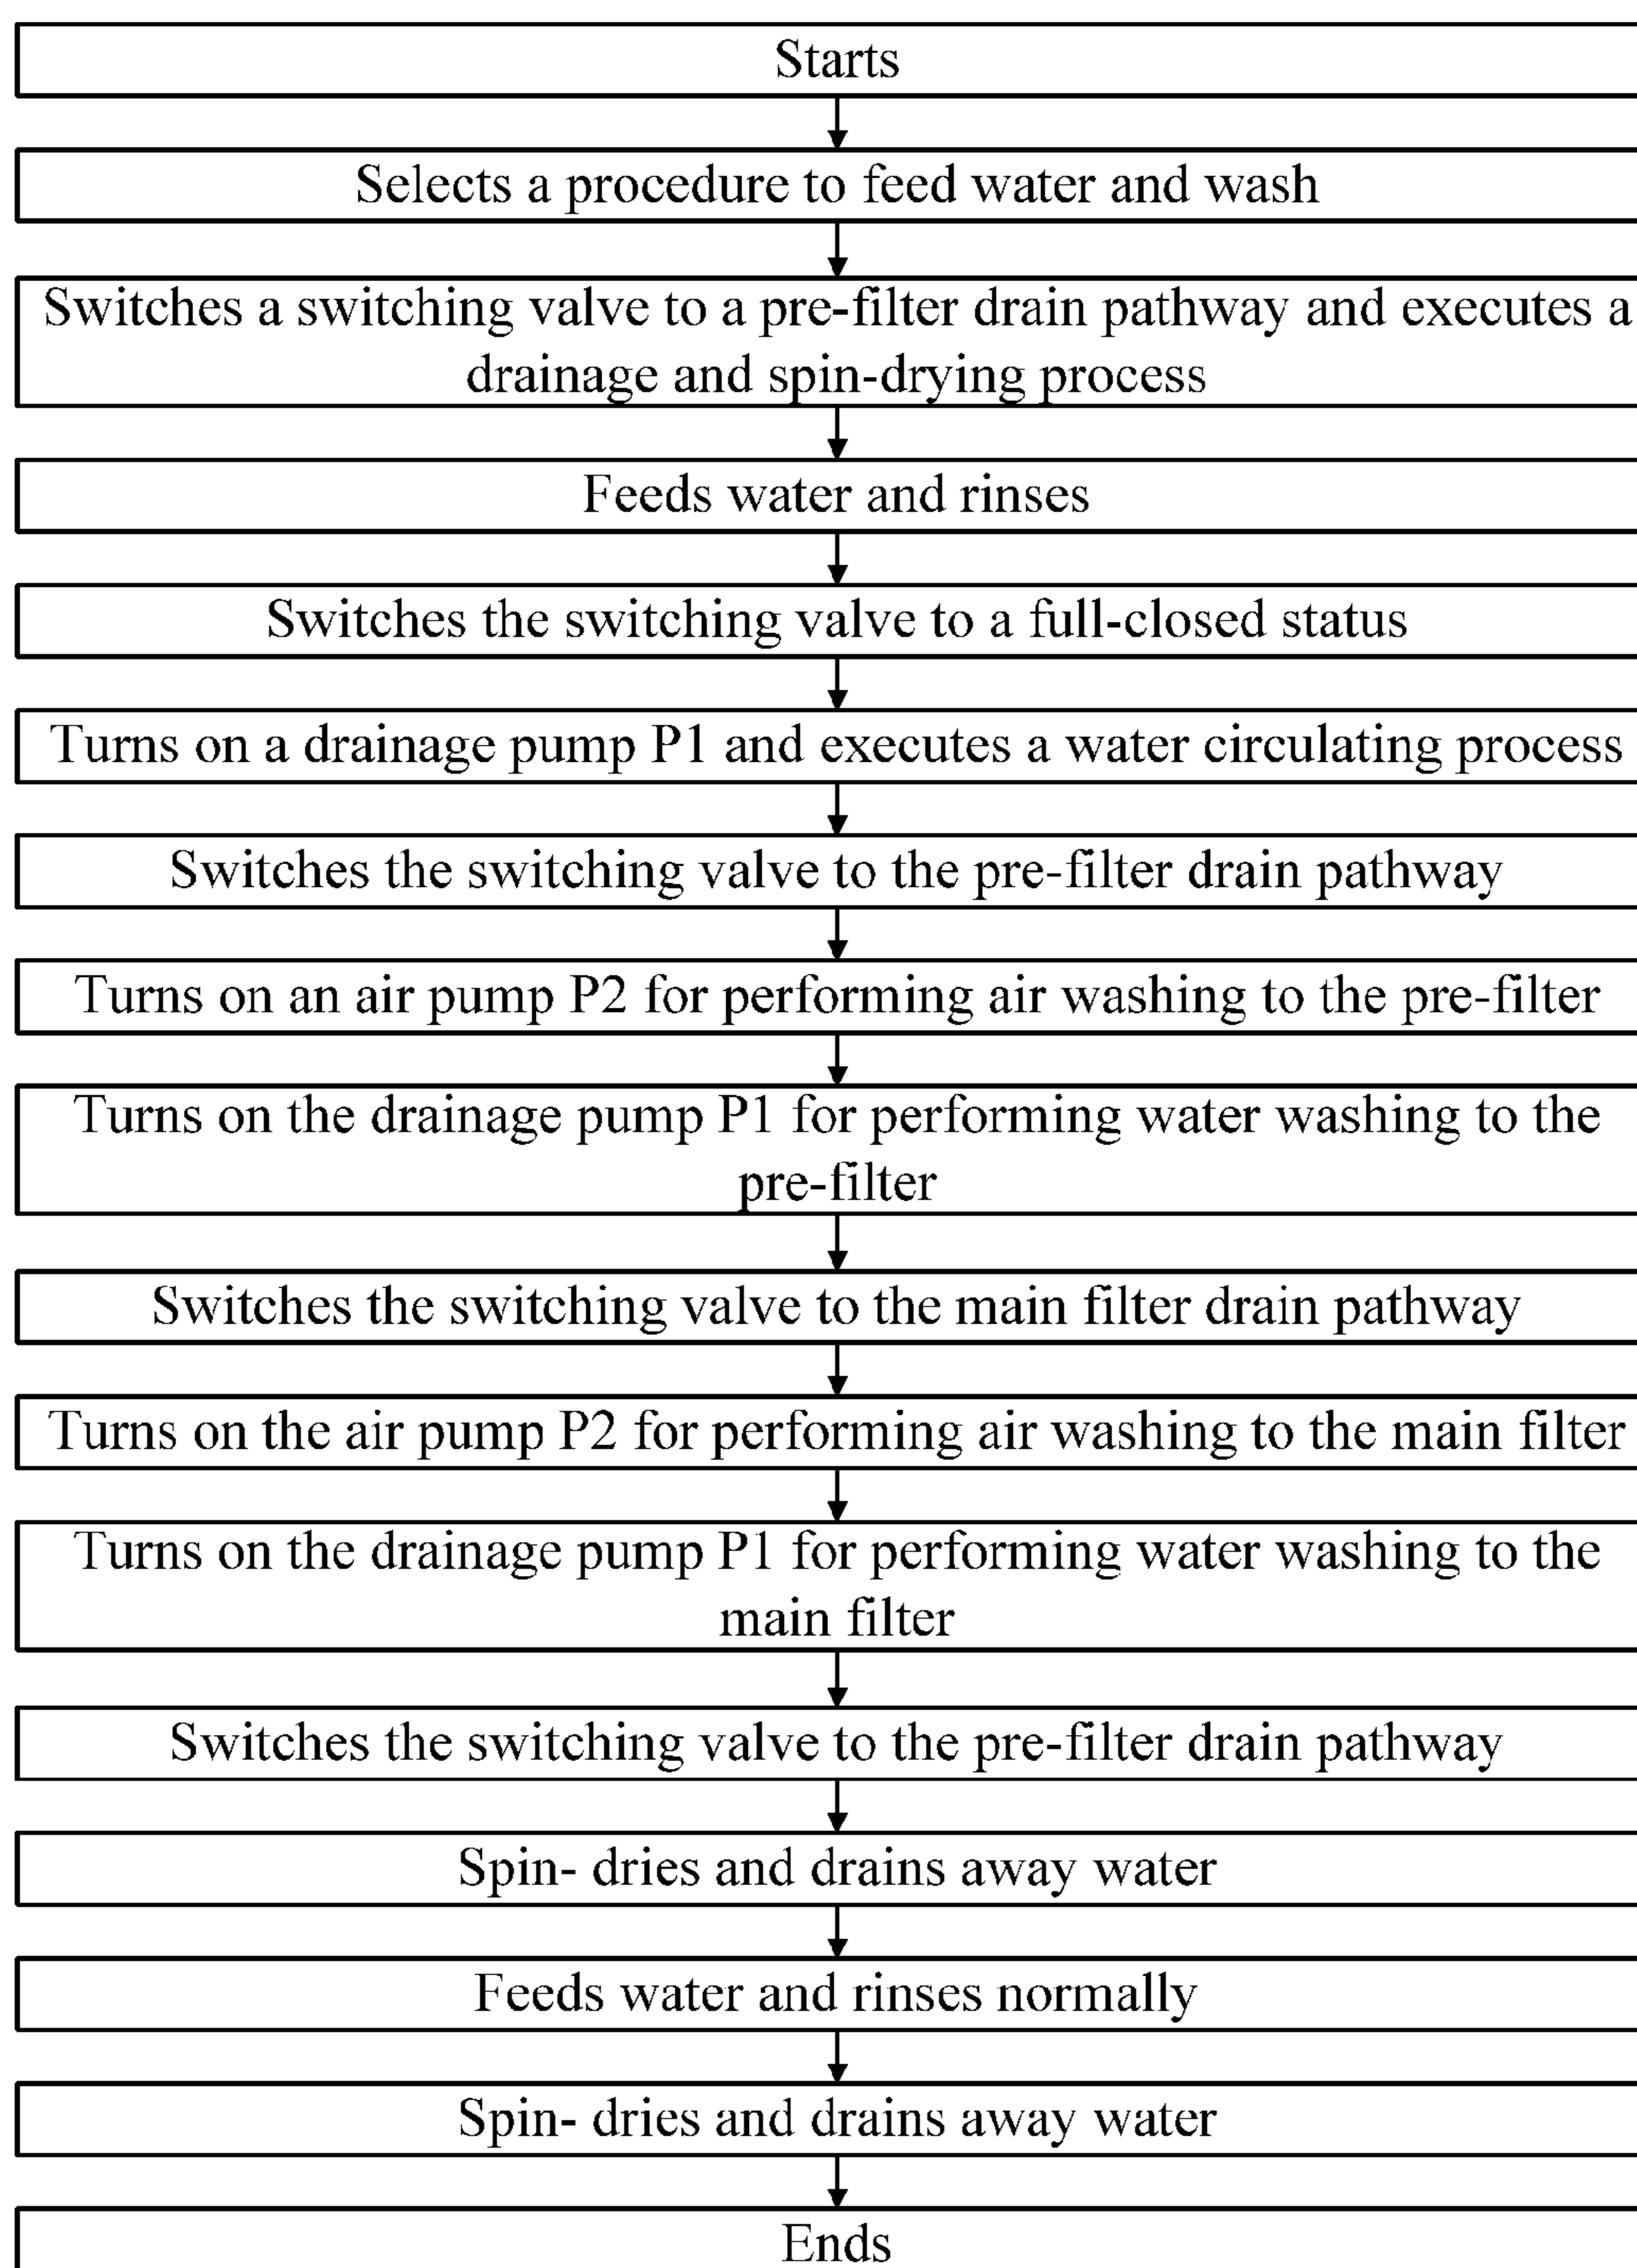 Starts
Selects a procedure to feed water and wash
Switches a switching valve to a pre-filter drain pathway and executes a
drainage and spin-drying process
Feeds water and rinses
Switches the switching valve to a full-closed status
Turns on a drainage pump P1 and executes a water circulating process
Switches the switching valve to the pre-filter drain pathway
Turns on an air pump P2 for performing air washing to the pre-filter
Turns on the drainage pump P1 for performing water washing to the
pre-filter
Switches the switching valve to the main filter drain pathway
Turns on the air pump P2 for performing air washing to the main filter
Turns on the drainage pump P1 for performing water washing to the
main filter
Switches the switching valve to the pre-filter drain pathway
Spin- dries and drains away water
Feeds water and rinses normally
Spin- dries and drains away water
Ends